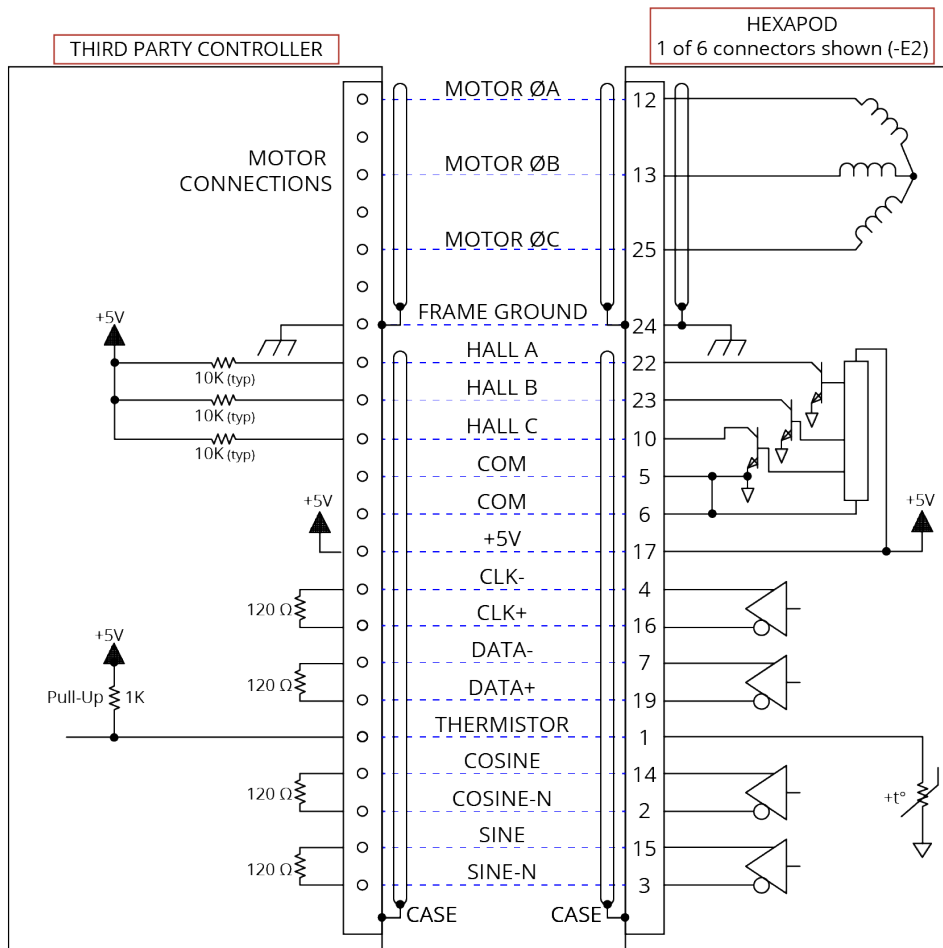 THIRD PARTY CONTROLLER
HEXAPOD
1 of 6 connectors shown (-E2)
MOTOR
CONNECTIONS
MOTOR ØA
12
MOTOR ØB
13
MOTOR ØC
25
FRAME GROUND
24
+5V
HALL A
22
10K (typ)
HALL B
23
10K (typ)
HALL C
10
10K (typ)
COM
5
COM
6
+5V
+5V
+5V
17
CLK-
4
120 Ω
CLK+
16
+5V
DATA-
7
120 Ω
Pull-Up
1K
DATA+
19
THERMISTOR
1
COSINE
14
120 Ω
+t°
COSINE-N
2
SINE
15
120 Ω
SINE-N
3
CASE
CASE